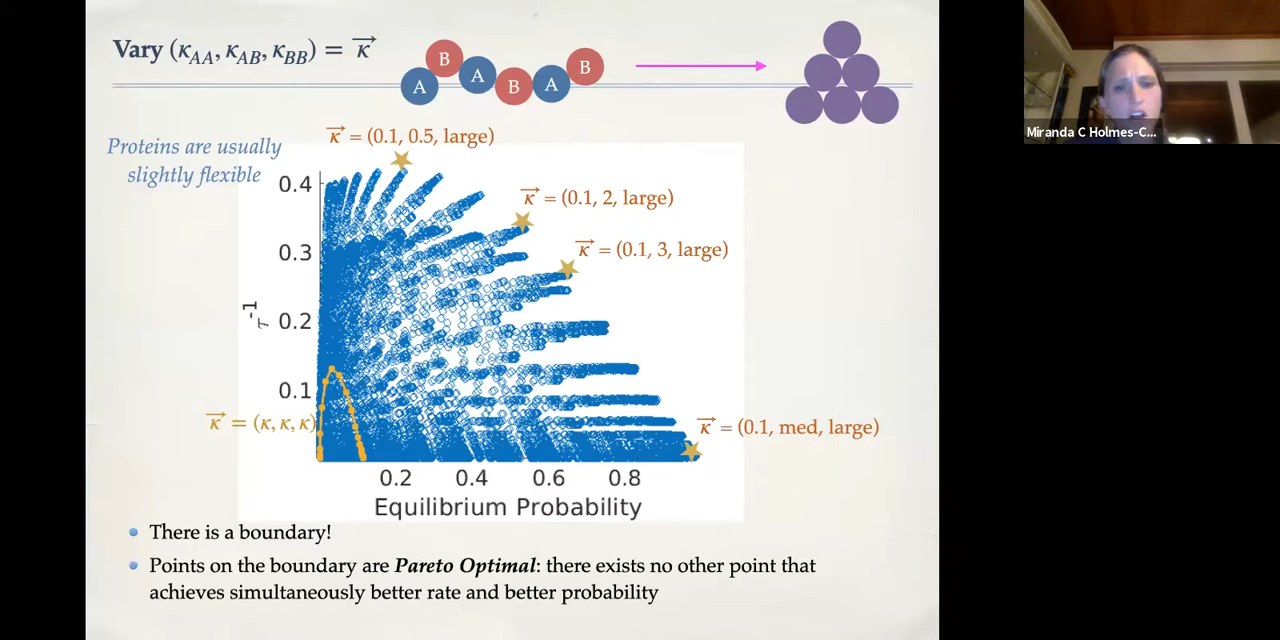 Vary (κ_AA, κ_AB, κ_BB) = κ⃗
A B A B A B
Proteins are usually
slightly flexible
κ⃗ = (0.1, 0.5, large)
κ⃗ = (0.1, 2, large)
κ⃗ = (0.1, 3, large)
κ⃗ = (κ, κ, κ)
κ⃗ = (0.1, med, large)
0.4
0.3
0.2
0.1
τ⁻¹
0.2 0.4 0.6 0.8
Equilibrium Probability
There is a boundary!
Points on the boundary are Pareto Optimal: there exists no other point that
achieves simultaneously better rate and better probability
Miranda C Holmes-C...